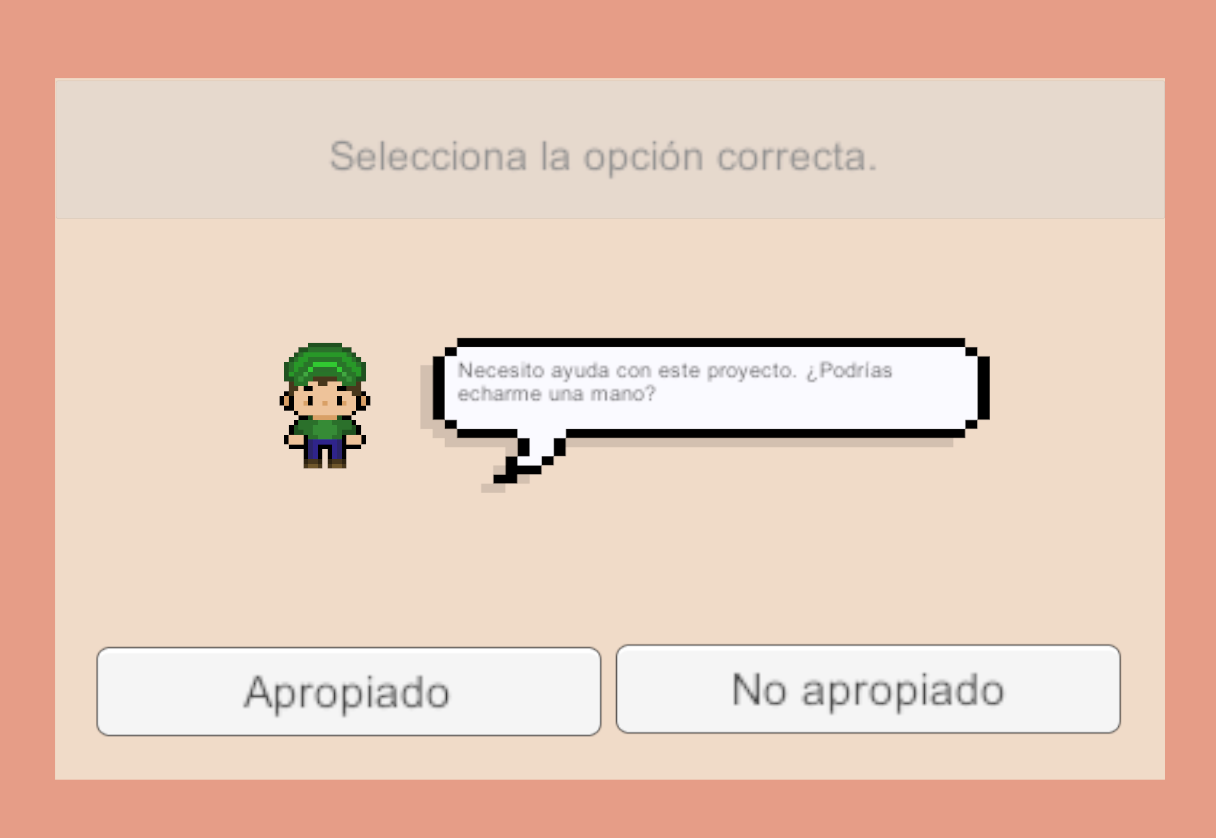 Selecciona la opción correcta.
Necesito ayuda con este proyecto. ¿Podrías
echarme una mano?
Apropiado
No apropiado